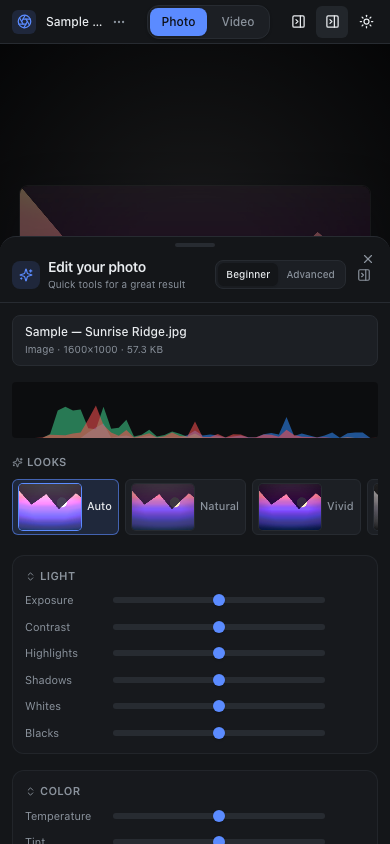 Sample ...
Photo
Video
Edit your photo
Quick tools for a great result
Beginner
Advanced
Sample — Sunrise Ridge.jpg
Image · 1600×1000 · 57.3 KB
LOOKS
Auto
Natural
Vivid
LIGHT
Exposure
Contrast
Highlights
Shadows
Whites
Blacks
COLOR
Temperature
Tint